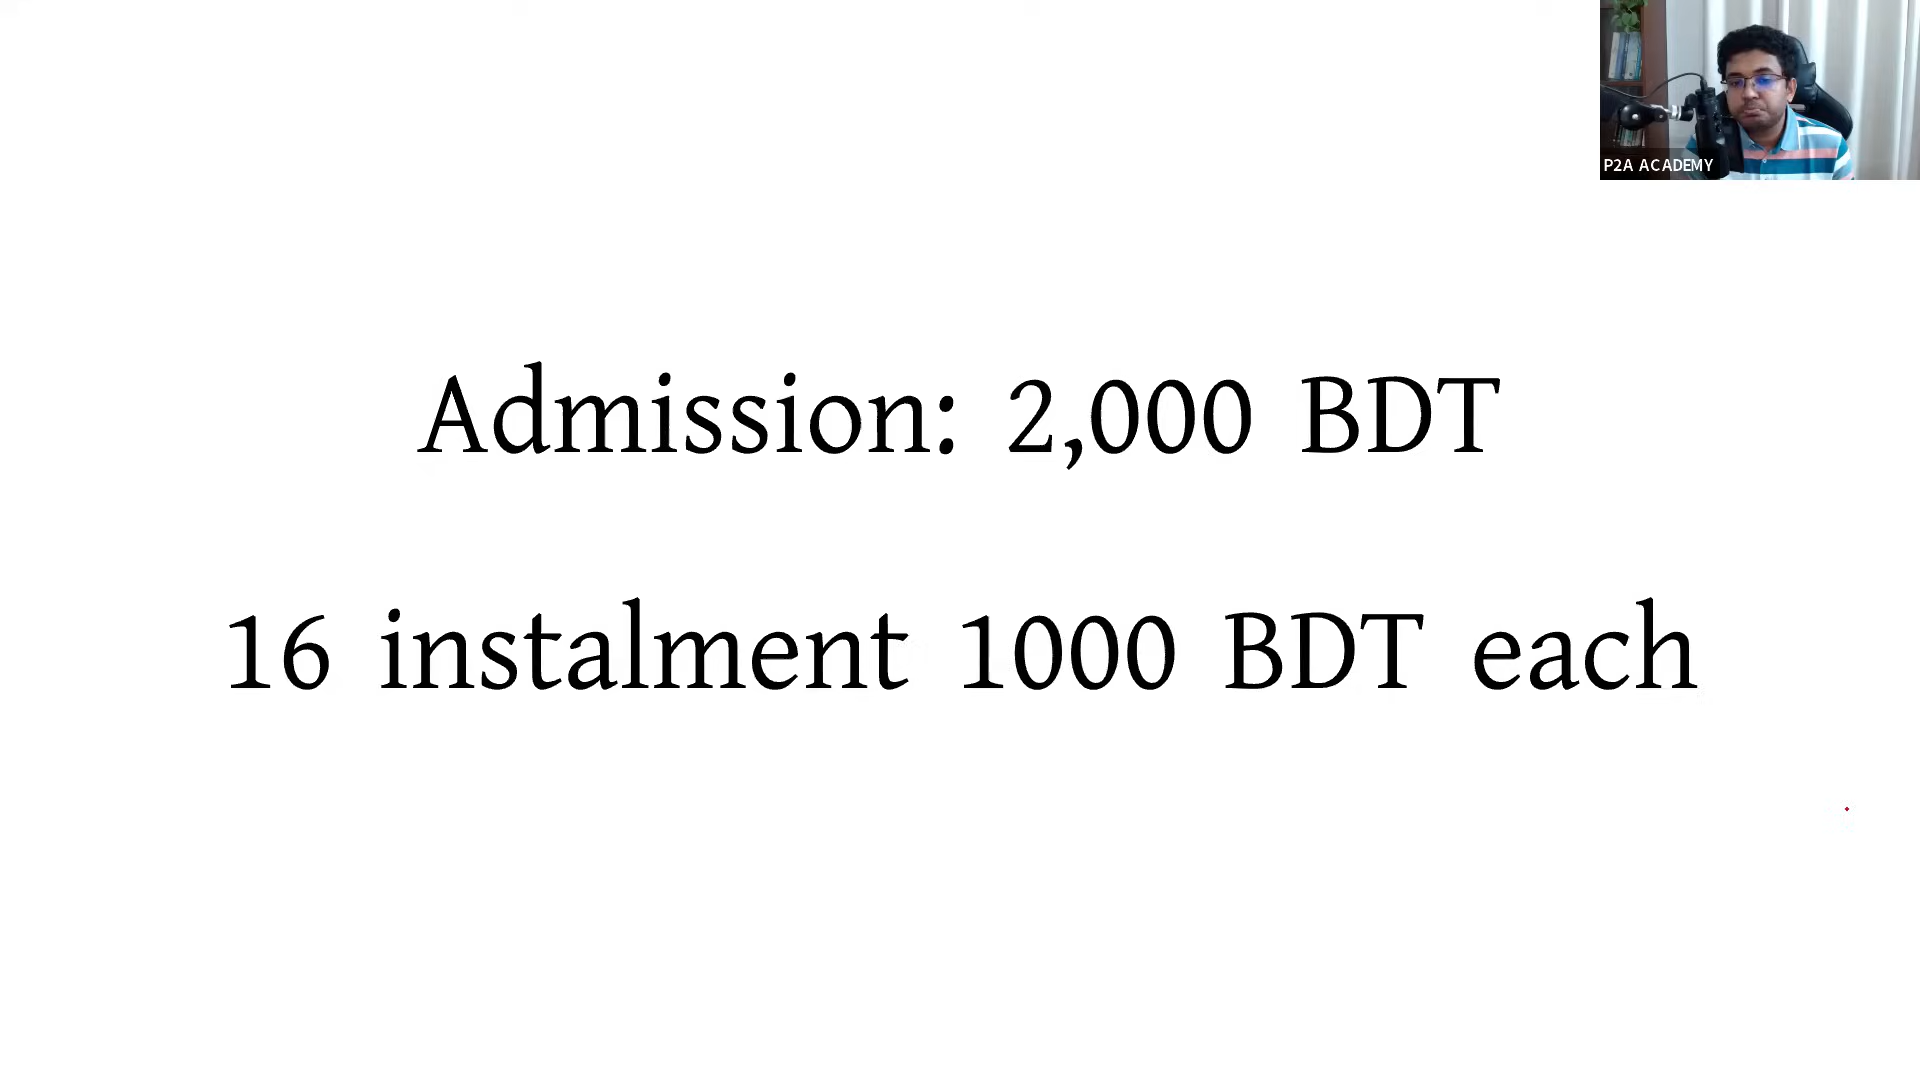 P2A ACADEMY
Admission: 2,000 BDT
16 instalment 1000 BDT each